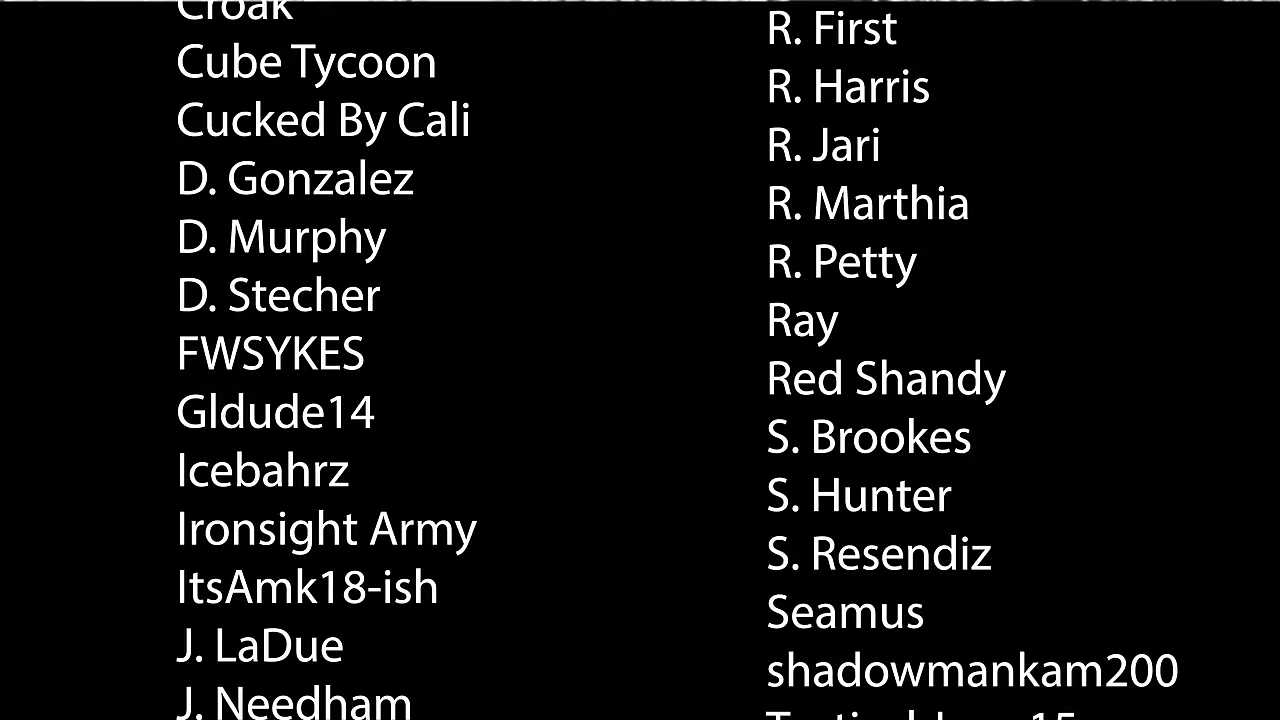 Croak
Cube Tycoon
Cucked By Cali
D. Gonzalez
D. Murphy
D. Stecher
FWSYKES
Gldude14
Icebahrz
Ironsight Army
ItsAmk18-ish
J. LaDue
J. Needham
R. First
R. Harris
R. Jari
R. Marthia
R. Petty
Ray
Red Shandy
S. Brookes
S. Hunter
S. Resendiz
Seamus
shadowmankam200